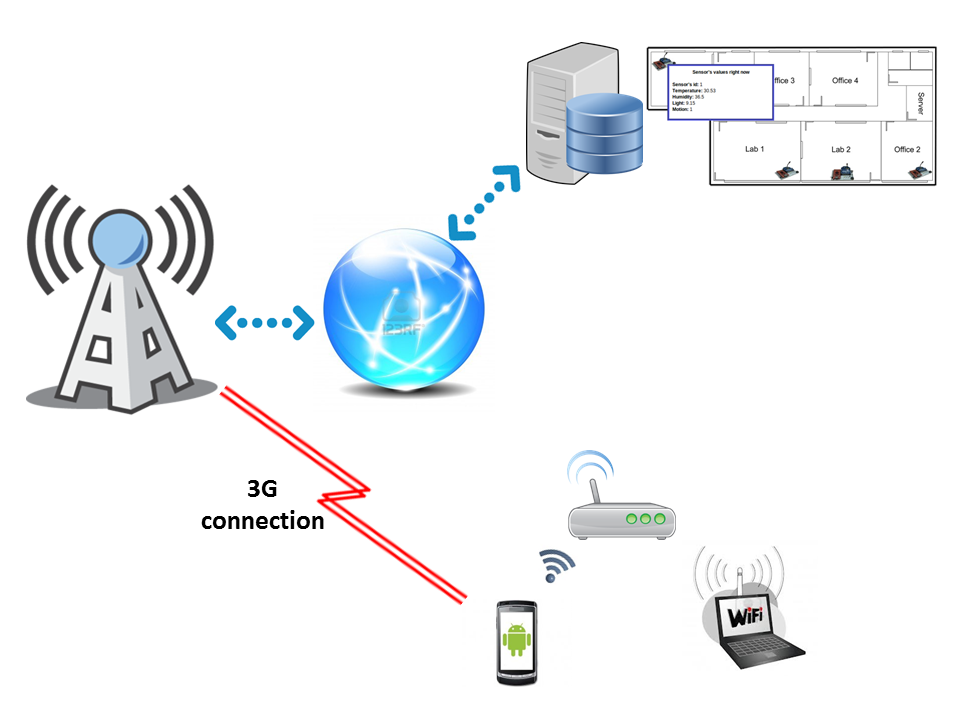 Sensor's values right now
Sensor's id: 1
Temperature: 30.53
Humidity: 36.5
Light: 9.15
Motion: 1
ffice 3
Office 4
Server
Lab 1
Lab 2
Office 2
123RF
3G
connection
WiFi